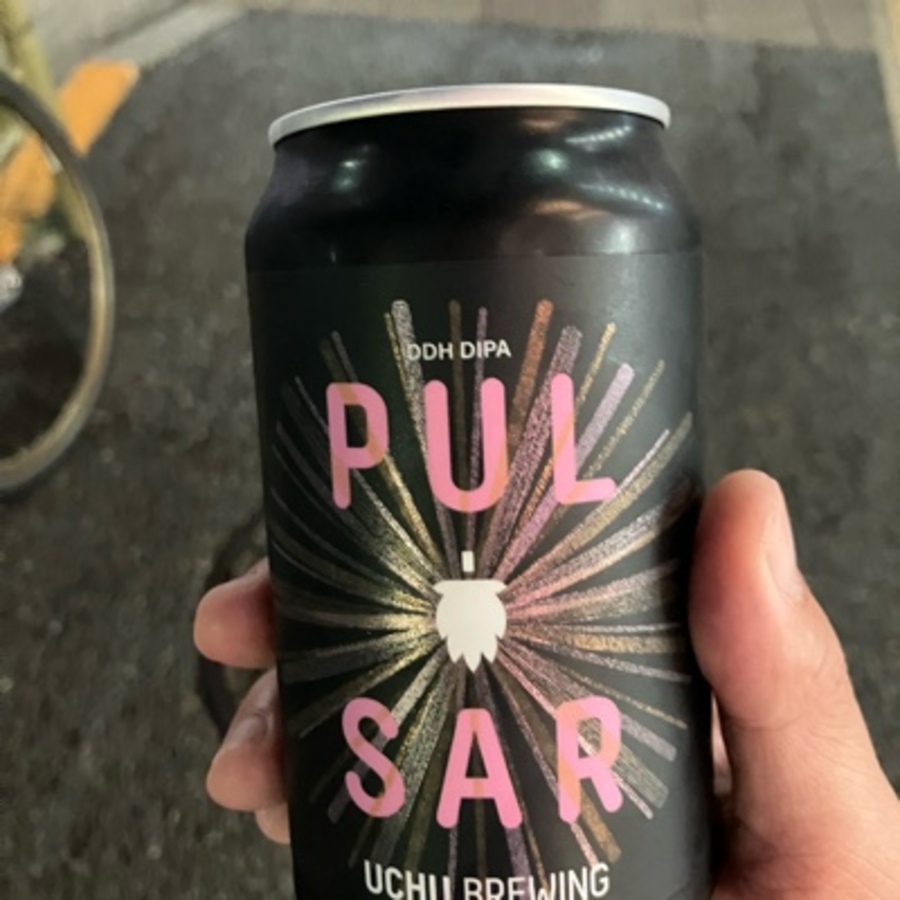 DDH DIPA
PUL
SAR
UCHU BREWING